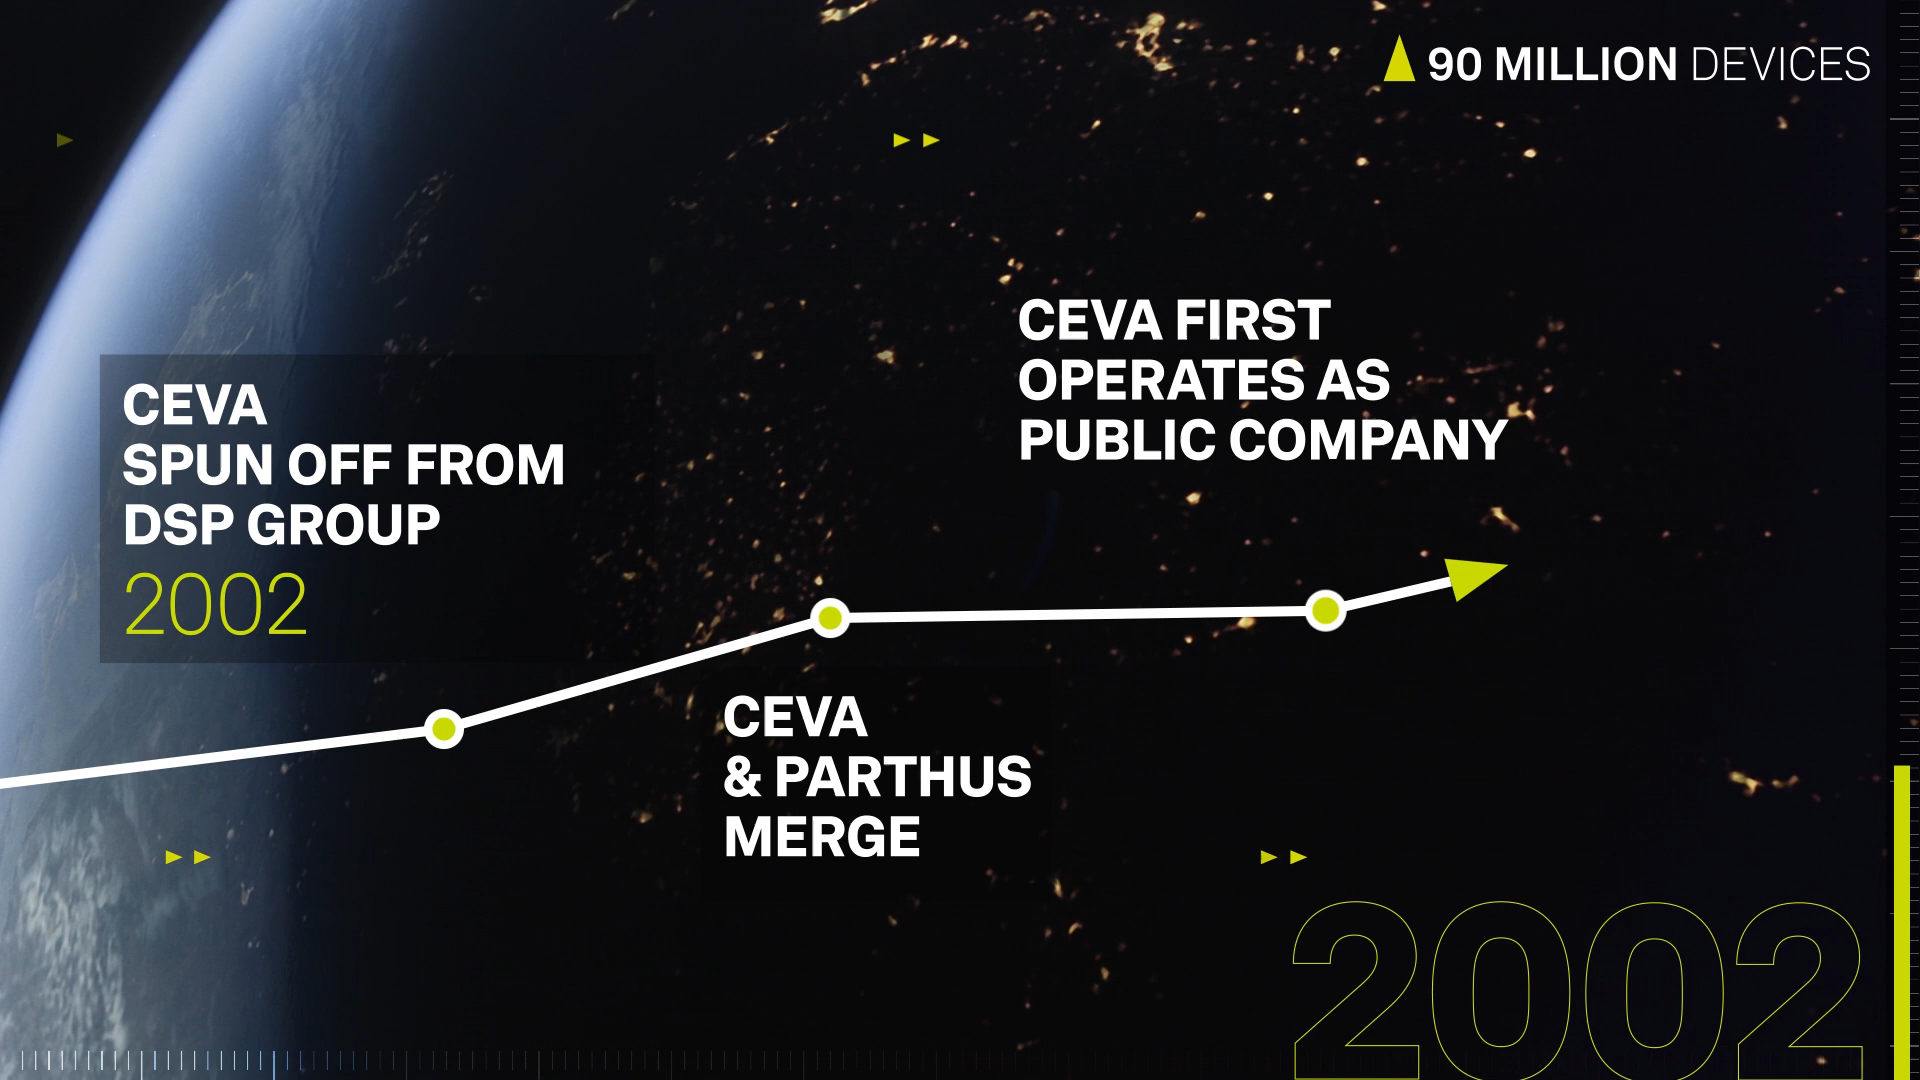 90 MILLION DEVICES
CEVA FIRST
OPERATES AS
PUBLIC COMPANY
CEVA
SPUN OFF FROM
DSP GROUP
2002
CEVA
& PARTHUS
MERGE
2002